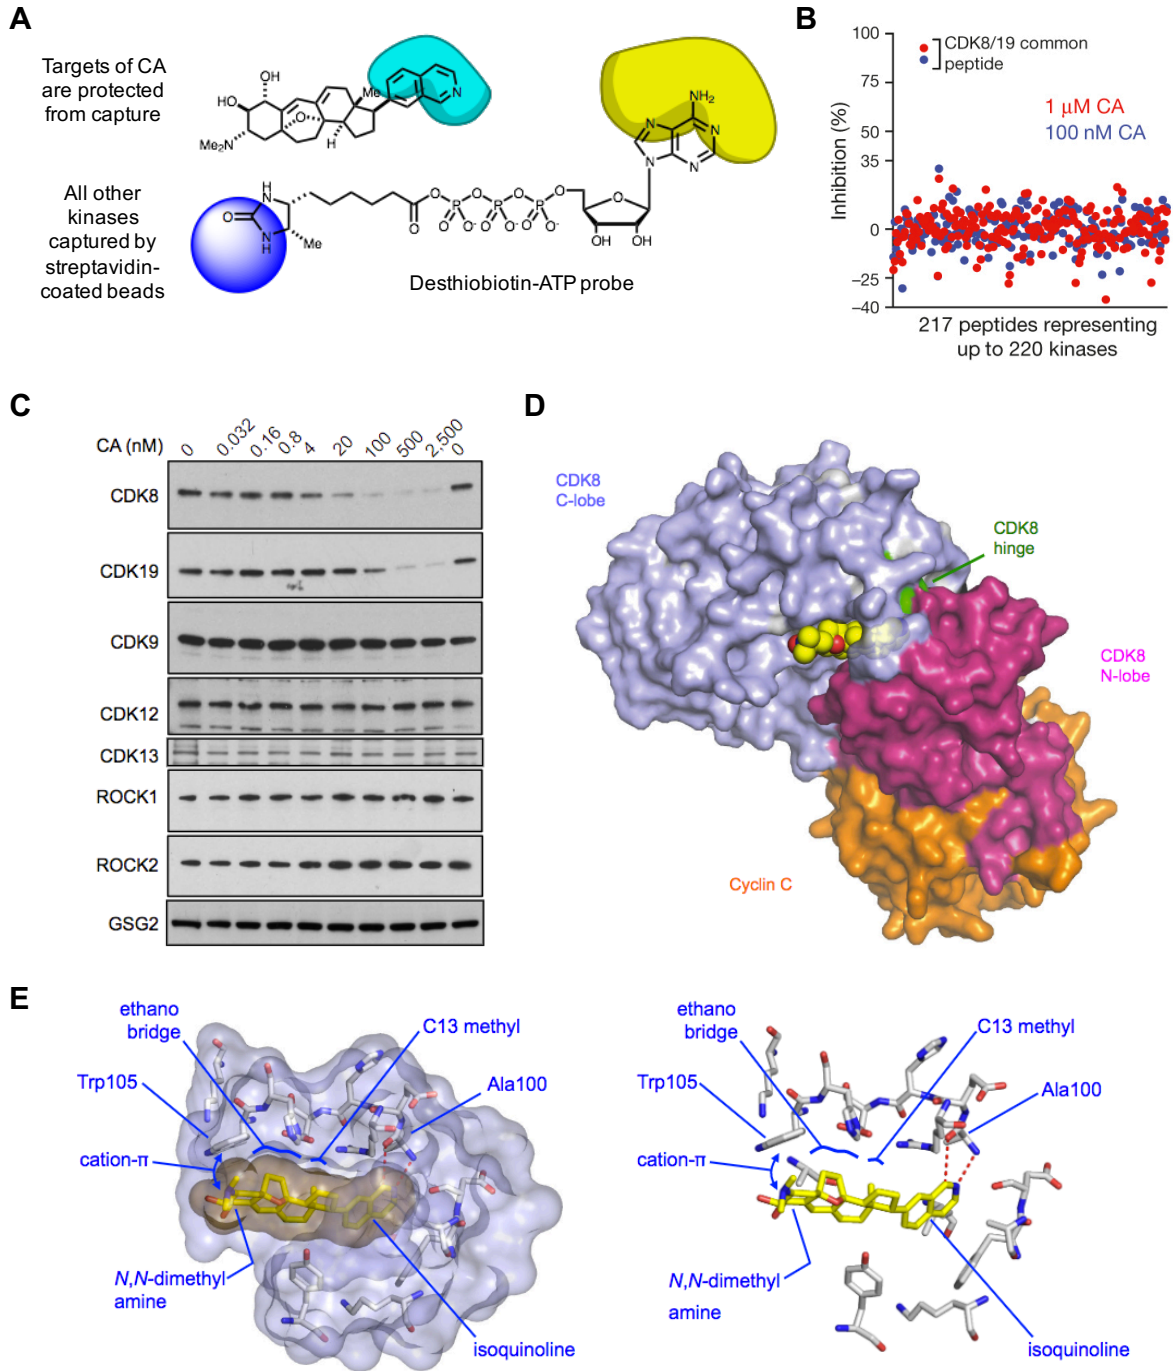 A
Targets of CA
are protected
from capture
All other
kinases
captured by
streptavidin-
coated beads
OH
HO
Me₂N
O
H
Me
N
NH₂
N
N
N
N
H
N
O
N
H
Me
O
O
O
P
O
O⁻
O
P
O
O⁻
O
P
O
O⁻
O
O
OH
OH
Desthiobiotin-ATP probe
B
100
75
50
35
0
−25
−40
Inhibition (%)
CDK8/19 common
peptide
1 µM CA
100 nM CA
217 peptides representing
up to 220 kinases
C
CA (nM)
0
0.032
0.16
0.8
4
20
100
500
2,500
0
CDK8
CDK19
CDK9
CDK12
CDK13
ROCK1
ROCK2
GSG2
D
CDK8
C-lobe
CDK8
hinge
CDK8
N-lobe
Cyclin C
E
ethano
bridge
C13 methyl
Trp105
Ala100
cation-π
N,N-dimethyl
amine
isoquinoline
ethano
bridge
C13 methyl
Trp105
Ala100
cation-π
N,N-dimethyl
amine
isoquinoline